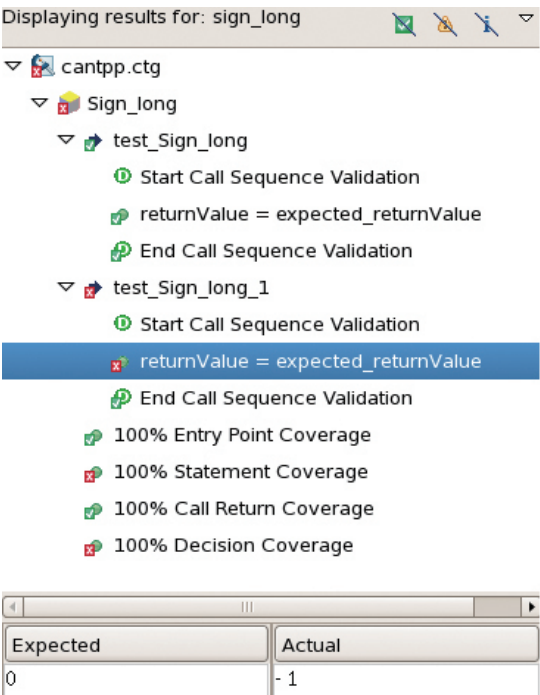 Displaying results for: sign_long
cantpp.ctg
Sign_long
test_Sign_long
Start Call Sequence Validation
returnValue = expected_returnValue
End Call Sequence Validation
test_Sign_long_1
Start Call Sequence Validation
returnValue = expected_returnValue
End Call Sequence Validation
100% Entry Point Coverage
100% Statement Coverage
100% Call Return Coverage
100% Decision Coverage
Expected Actual
0 - 1